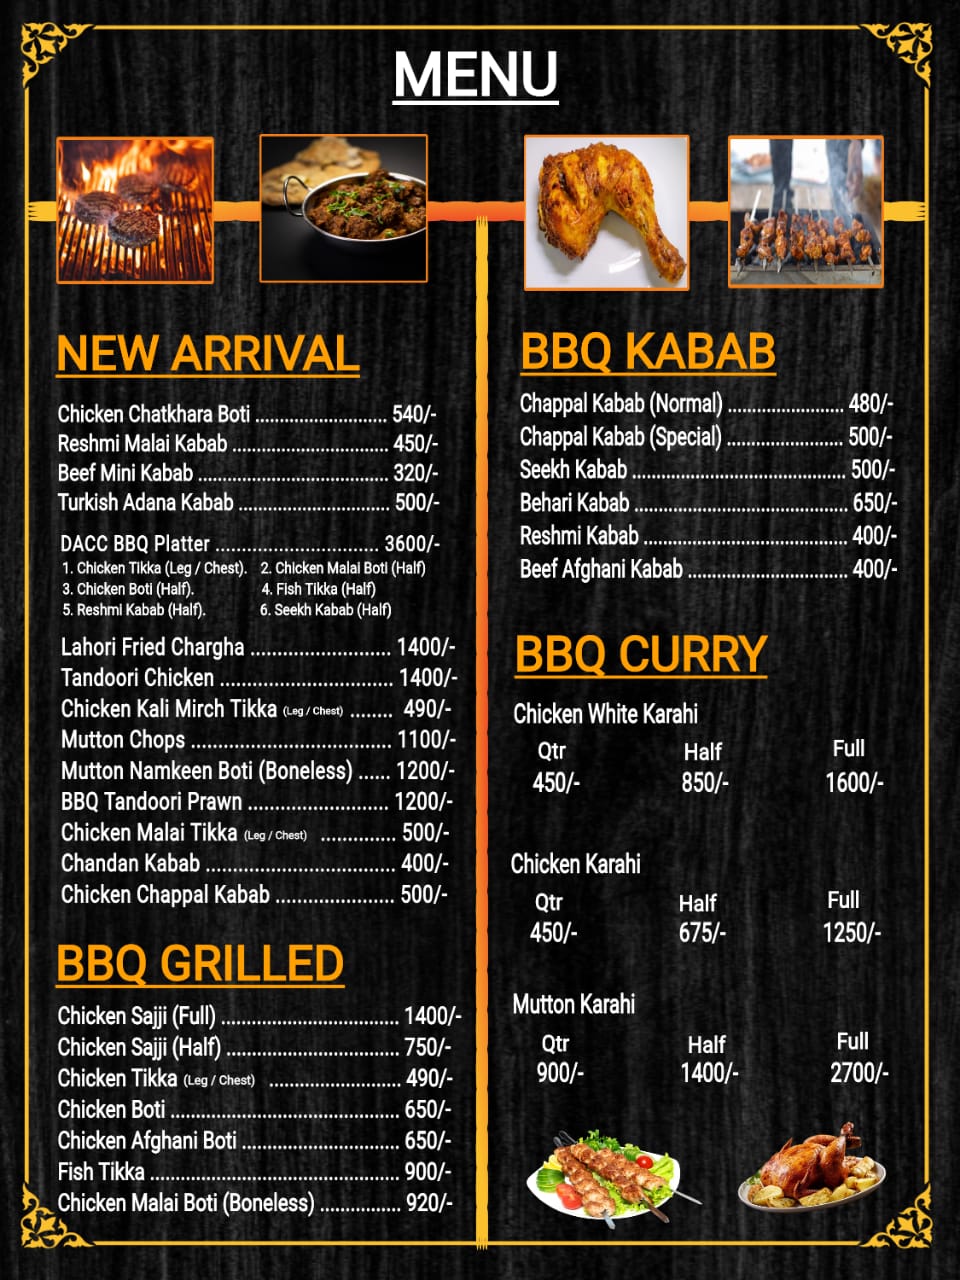 MENU
NEW ARRIVAL
Chicken Chatkhara Boti ........................... 540/-
Reshmi Malai Kabab ................................ 450/-
Beef Mini Kabab ....................................... 320/-
Turkish Adana Kabab ............................... 500/-
DACC BBQ Platter .............................. 3600/-
1. Chicken Tikka (Leg / Chest). 2. Chicken Malai Boti (Half)
3. Chicken Boti (Half). 4. Fish Tikka (Half)
5. Reshmi Kabab (Half). 6. Seekh Kabab (Half)
Lahori Fried Chargha ......................... 1400/-
Tandoori Chicken ............................... 1400/-
Chicken Kali Mirch Tikka (Leg / Chest) ........ 490/-
Mutton Chops .................................... 1100/-
Mutton Namkeen Boti (Boneless) ...... 1200/-
BBQ Tandoori Prawn ......................... 1200/-
Chicken Malai Tikka (Leg / Chest) .............. 500/-
Chandan Kabab .................................. 400/-
Chicken Chappal Kabab ..................... 500/-
BBQ GRILLED
Chicken Sajji (Full) .................................... 1400/-
Chicken Sajji (Half) ................................... 750/-
Chicken Tikka (Leg / Chest) ........................... 490/-
Chicken Boti ............................................... 650/-
Chicken Afghani Boti ................................ 650/-
Fish Tikka ................................................... 900/-
Chicken Malai Boti (Boneless) ................ 920/-
BBQ KABAB
Chappal Kabab (Normal) ........................ 480/-
Chappal Kabab (Special) ........................ 500/-
Seekh Kabab ............................................ 500/-
Behari Kabab ............................................ 650/-
Reshmi Kabab .......................................... 400/-
Beef Afghani Kabab ................................. 400/-
BBQ CURRY
Chicken White Karahi
Qtr Half Full
450/- 850/- 1600/-
Chicken Karahi
Qtr Half Full
450/- 675/- 1250/-
Mutton Karahi
Qtr Half Full
900/- 1400/- 2700/-